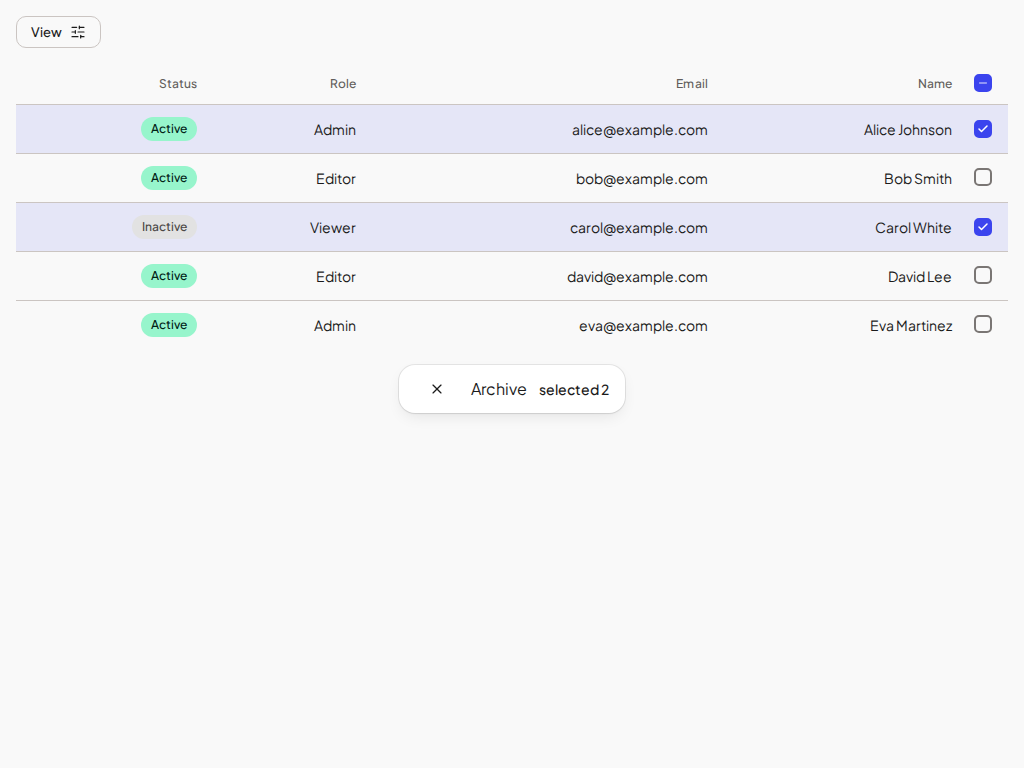 View
Status Role Email Name
Active Admin alice@example.com Alice Johnson
Active Editor bob@example.com Bob Smith
Inactive Viewer carol@example.com Carol White
Active Editor david@example.com David Lee
Active Admin eva@example.com Eva Martinez
Archive selected 2